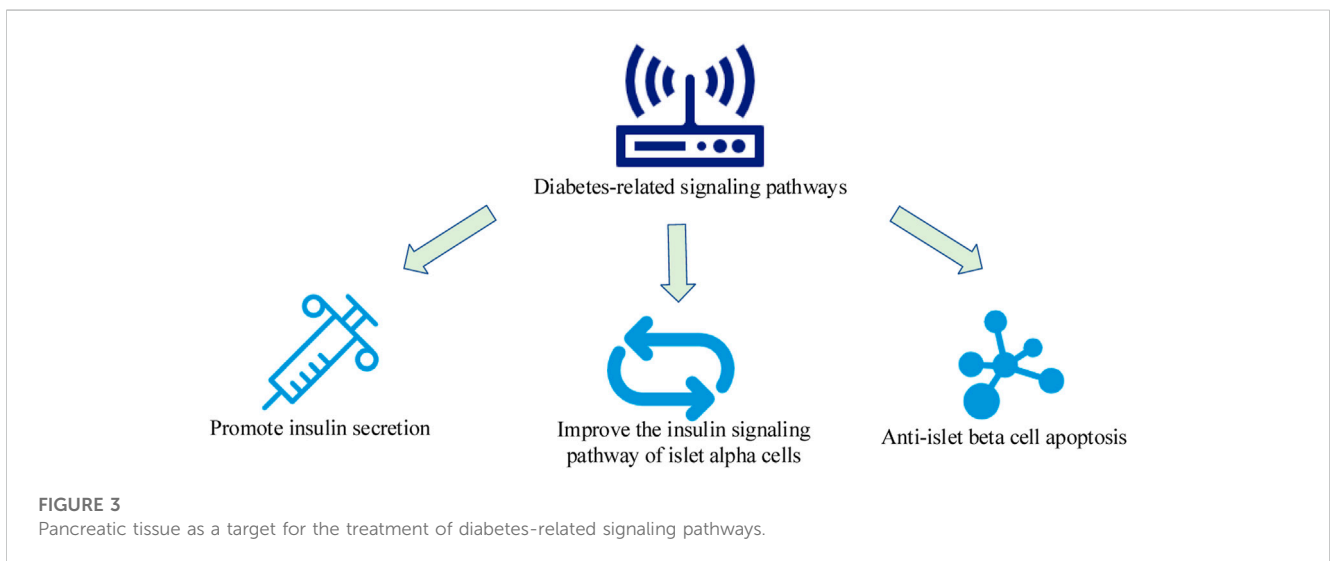 Diabetes-related signaling pathways
Promote insulin secretion
Improve the insulin signaling
pathway of islet alpha cells
Anti-islet beta cell apoptosis
FIGURE 3
Pancreatic tissue as a target for the treatment of diabetes-related signaling pathways.